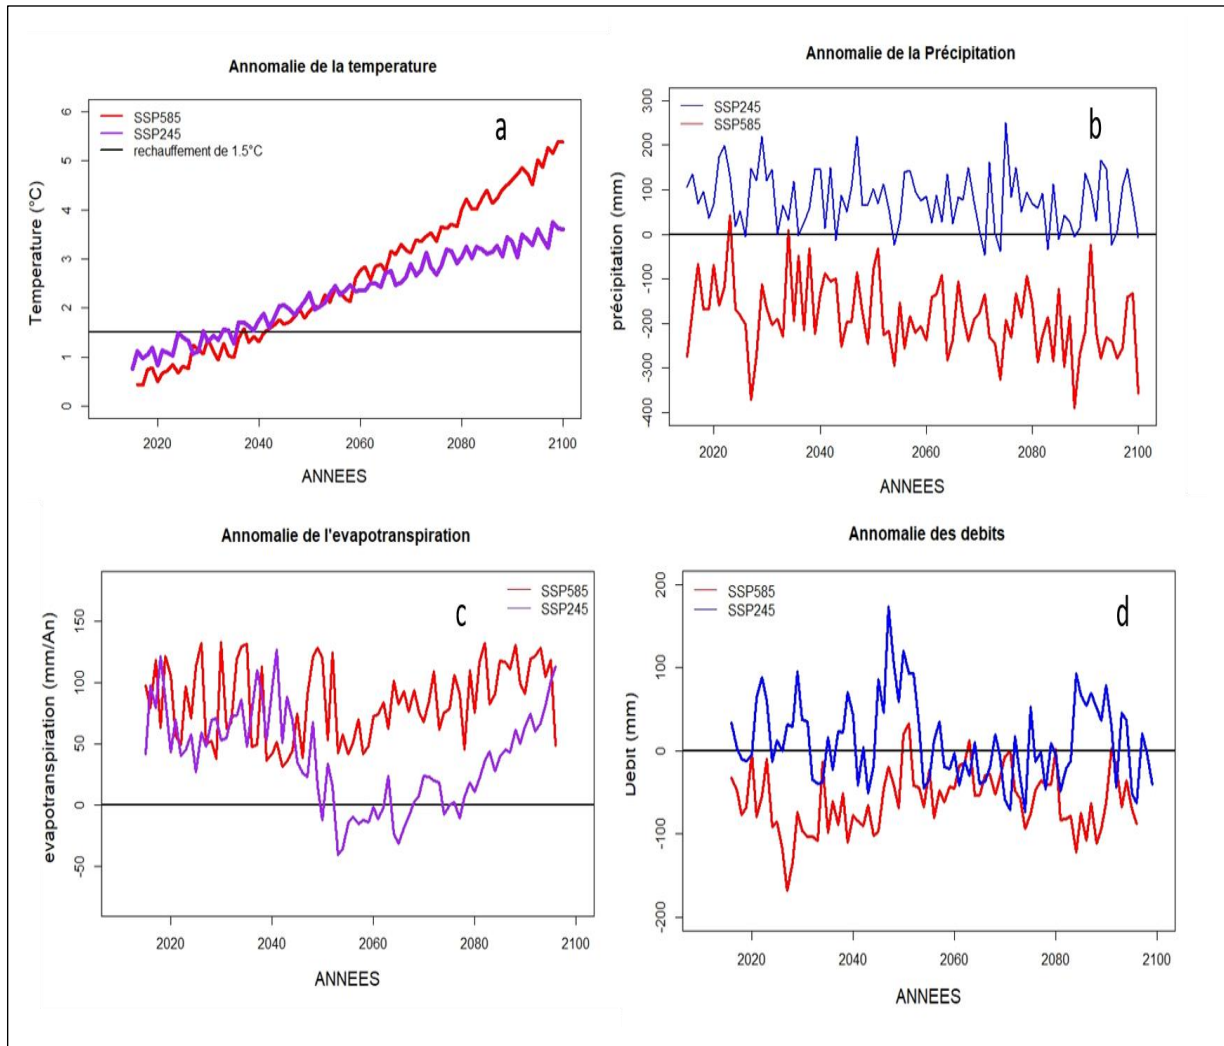 Annomalie de la temperature
6
5
4
3
2
1
0
Temperature (°C)
SSP585
SSP245
rechauffement de 1.5°C
a
2020
2040
2060
2080
2100
ANNEES
Annomalie de la Précipitation
300
200
100
0
-100
-200
-300
-400
précipitation (mm)
SSP245
SSP585
b
2020
2040
2060
2080
2100
ANNEES
Annomalie de l'evapotranspiration
150
100
50
0
-50
evapotranspiration (mm/An)
SSP585
SSP245
c
2020
2040
2060
2080
2100
ANNEES
Annomalie des debits
200
100
0
-100
-200
Debit (mm)
SSP585
SSP245
d
2020
2040
2060
2080
2100
ANNEES